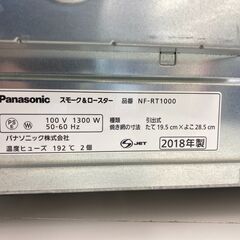 Panasonic スモーク&ロースター 品番 NF-RT1000
100 V 1300 W
50-60 Hz
種類 引出式
焼き網の寸法 たて 19.5 cm×よこ 28.5 cm
パナソニック株式会社
温度ヒューズ 192℃ 2個
JET
2018年製